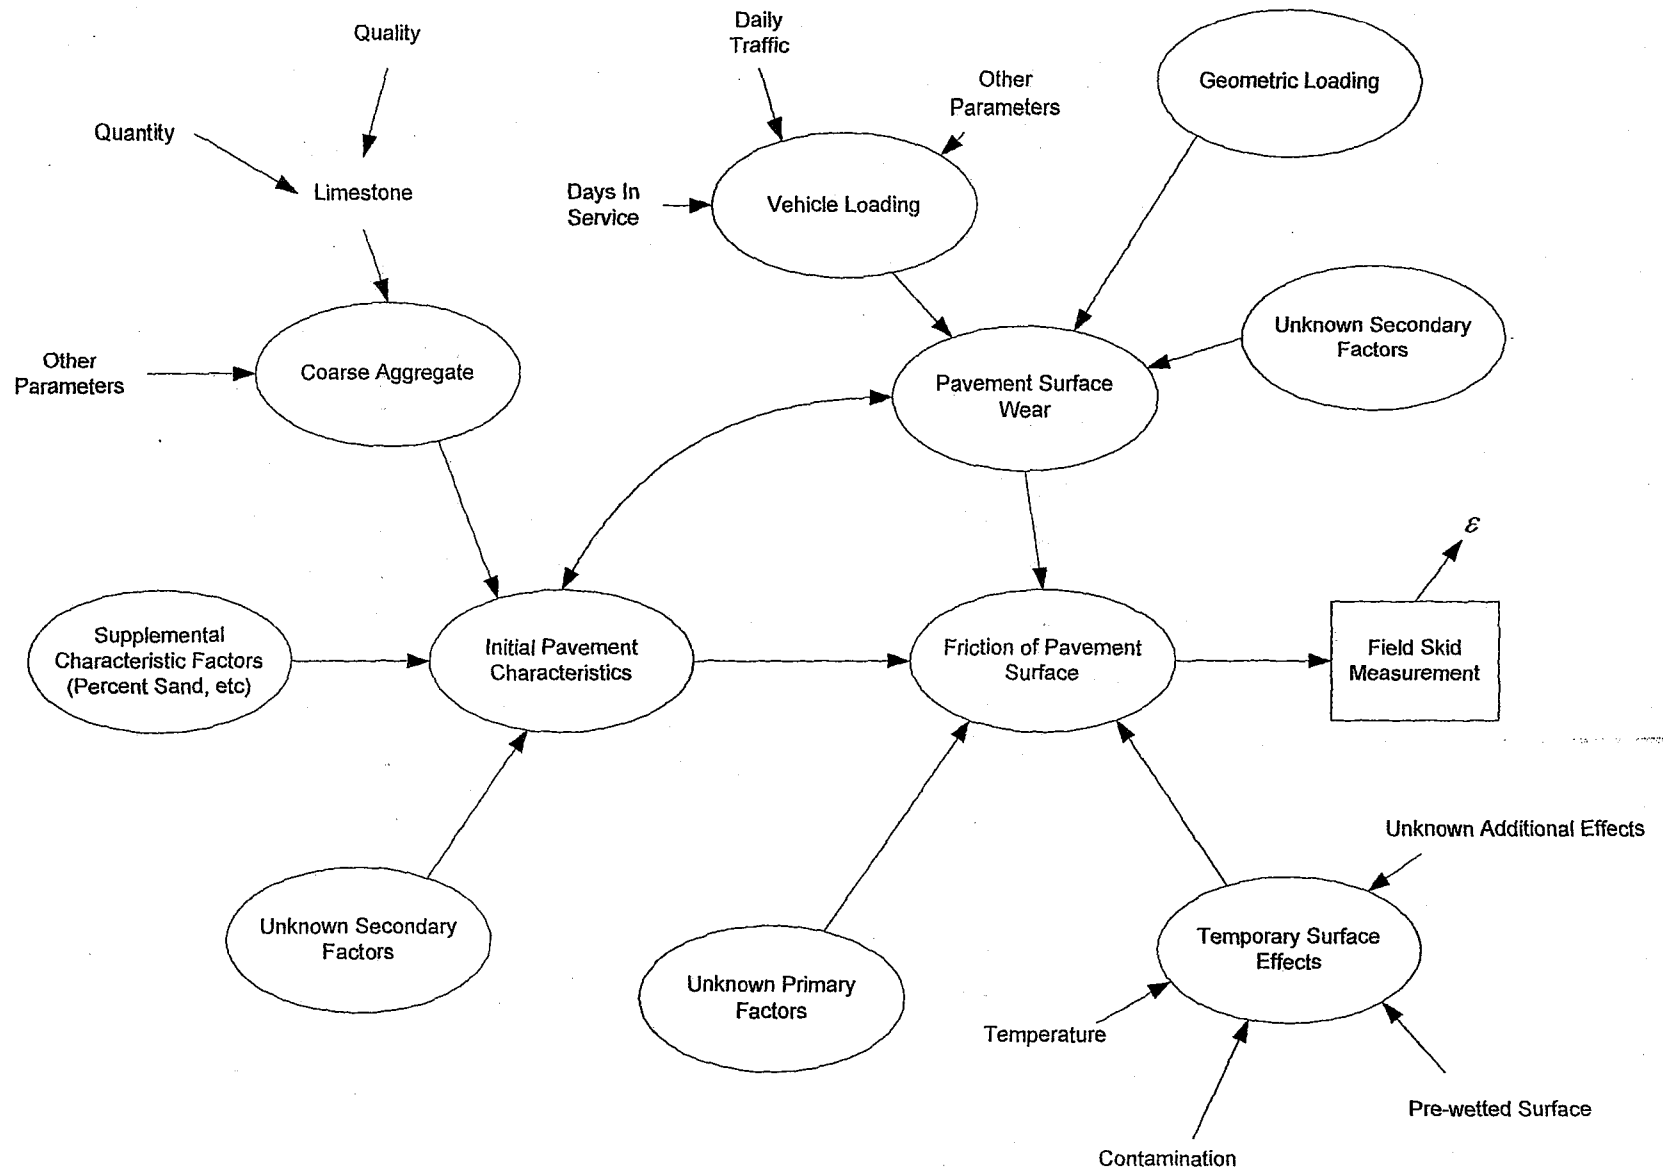 Quality
Daily
Traffic
Other
Parameters
Geometric Loading
Quantity
Limestone
Days In
Service
Vehicle Loading
Unknown Secondary
Factors
Other
Parameters
Coarse Aggregate
Pavement Surface
Wear
ε
Supplemental
Characteristic Factors
(Percent Sand, etc)
Initial Pavement
Characteristics
Friction of Pavement
Surface
Field Skid
Measurement
Unknown Additional Effects
Unknown Secondary
Factors
Unknown Primary
Factors
Temporary Surface
Effects
Temperature
Pre-wetted Surface
Contamination